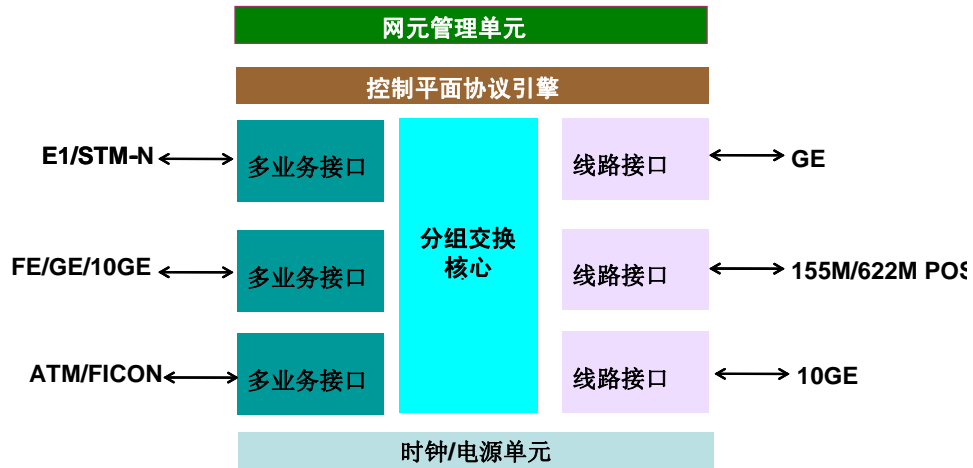 网元管理单元
控制平面协议引擎
E1/STM-N
多业务接口
线路接口
GE
分组交换
核心
FE/GE/10GE
多业务接口
线路接口
155M/622M POS
ATM/FICON
多业务接口
线路接口
10GE
时钟/电源单元